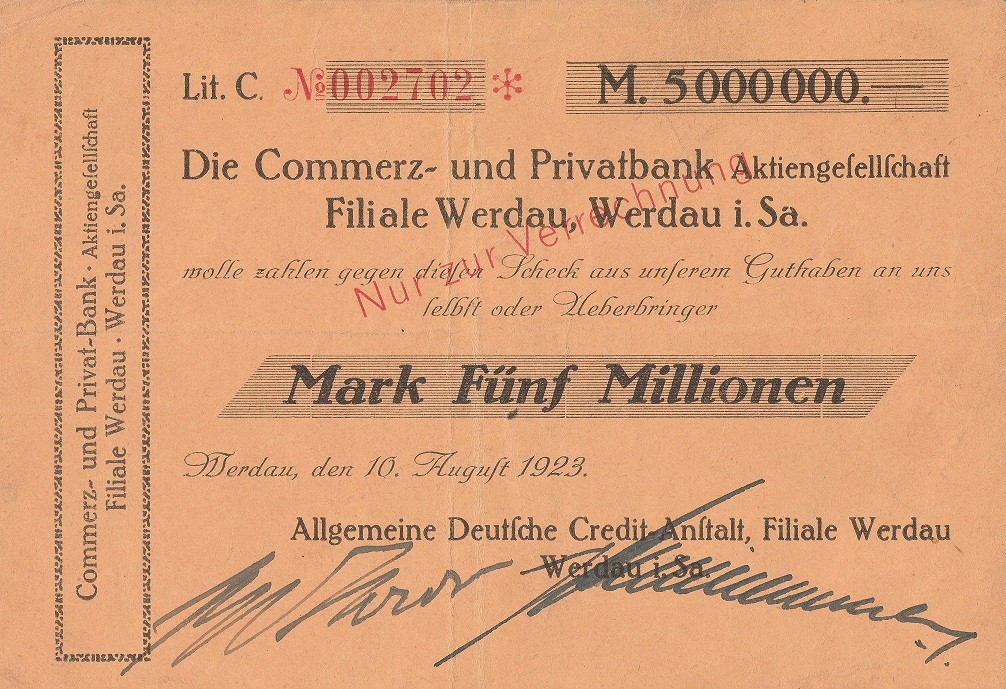 Lit. C. № 002702 * M. 5000000.—
Die Commerz- und Privatbank Aktiengeſellſchaft
Filiale Werdau, Werdau i. Sa.
Nur zur Verrechnung
wolle zahlen gegen dieſen Scheck aus unſerem Guthaben an uns
ſelbſt oder Ueberbringer
Mark Fünf Millionen
Werdau, den 10. Auguſt 1923.
Allgemeine Deutſche Credit-Anſtalt, Filiale Werdau
Werdau i. Sa.
Commerz- und Privat-Bank · Aktiengeſellſchaft
Filiale Werdau · Werdau i. Sa.